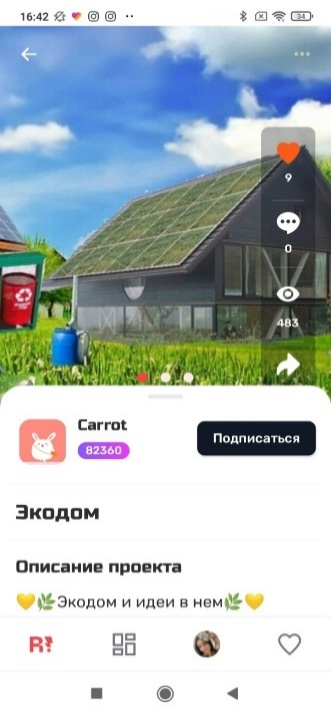 16:42
34
9
0
483
Carrot
82360
Подписаться
Экодом
Описание проекта
💛🌿Экодом и идеи в нем🌿💛
R!